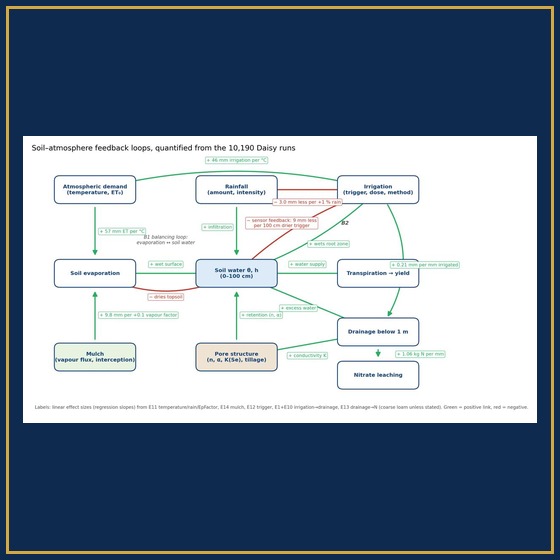 Soil–atmosphere feedback loops, quantified from the 10,190 Daisy runs
+ 46 mm irrigation per °C
Atmospheric demand
(temperature, ET₀)
Rainfall
(amount, intensity)
Irrigation
(trigger, dose, method)
− 3.0 mm less per +1 % rain
− sensor feedback: 9 mm less
per 100 cm drier trigger
B2
+ 57 mm ET per °C
+ infiltration
B1 balancing loop:
evaporation ↔ soil water
+ wets root zone
Soil evaporation
+ wet surface
Soil water θ, h
(0–100 cm)
+ water supply
Transpiration → yield
+ 0.21 mm per mm irrigated
− dries topsoil
+ 9.8 mm per +0.1 vapour factor
+ retention (n, α)
+ excess water
Drainage below 1 m
Mulch
(vapour flux, interception)
Pore structure
(n, α, K(Se), tillage)
+ conductivity K
+ 1.06 kg N per mm
Nitrate leaching
Labels: linear effect sizes (regression slopes) from E11 temperature/rain/EpFactor, E14 mulch, E12 trigger, E1+E10 irrigation→drainage, E13 drainage→N (coarse loam unless stated). Green = positive link, red = negative.